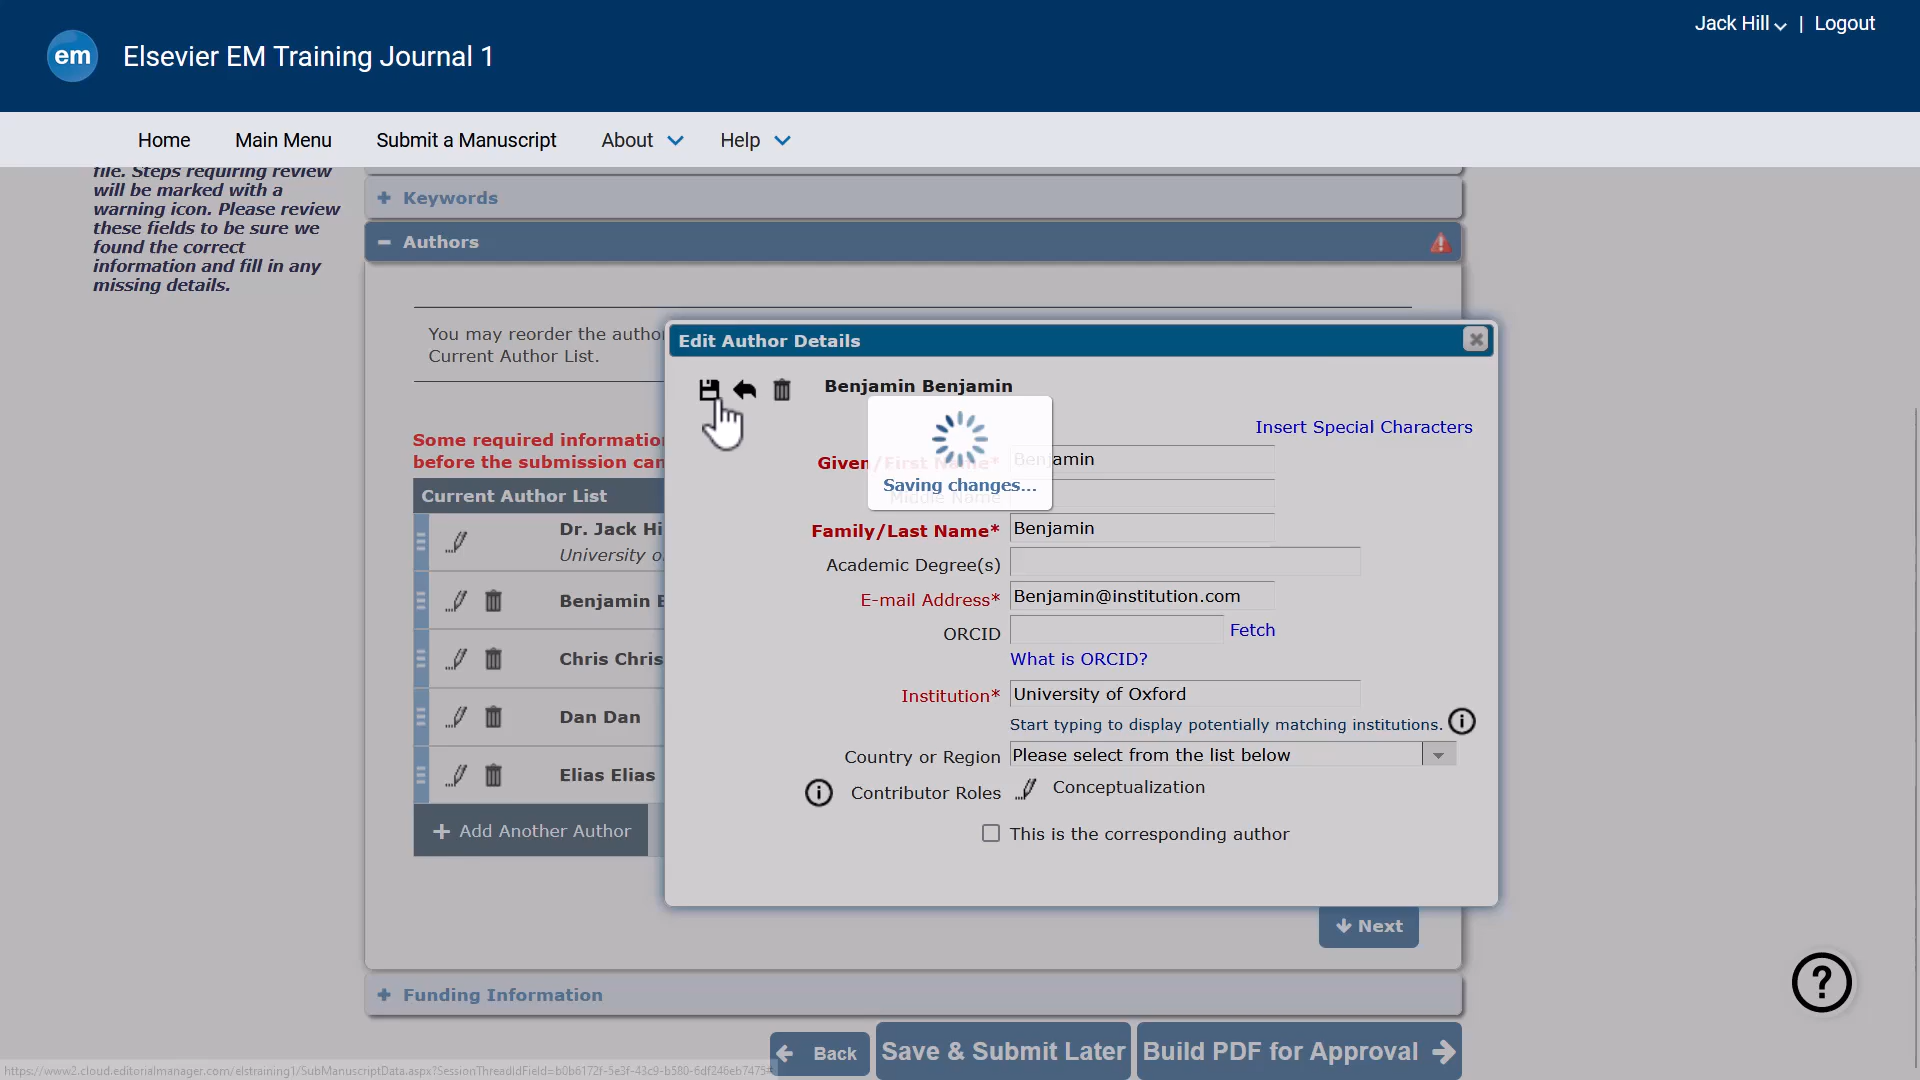 Jack Hill | Logout
em Elsevier EM Training Journal 1
Home Main Menu Submit a Manuscript About Help
file. Steps requiring review
will be marked with a
warning icon. Please review
these fields to be sure we
found the correct
information and fill in any
missing details.
+ Keywords
− Authors
You may reorder the autho
Current Author List.
Some required informatio
before the submission can
Current Author List
Dr. Jack Hi
University o
Benjamin B
Chris Chris
Dan Dan
Elias Elias
+ Add Another Author
Edit Author Details
Benjamin Benjamin
Insert Special Characters
Given/First Name* Benjamin
Saving changes...
Middle Name
Family/Last Name* Benjamin
Academic Degree(s)
E-mail Address* Benjamin@institution.com
ORCID Fetch
What is ORCID?
Institution* University of Oxford
Start typing to display potentially matching institutions.
Country or Region Please select from the list below
Contributor Roles Conceptualization
This is the corresponding author
Next
+ Funding Information
Back Save & Submit Later Build PDF for Approval
https://www2.cloud.editorialmanager.com/elstraining1/SubManuscriptData.aspx?SessionThreadIdField=b0b6172f-5e3f-43c9-b580-6df246eb7475#